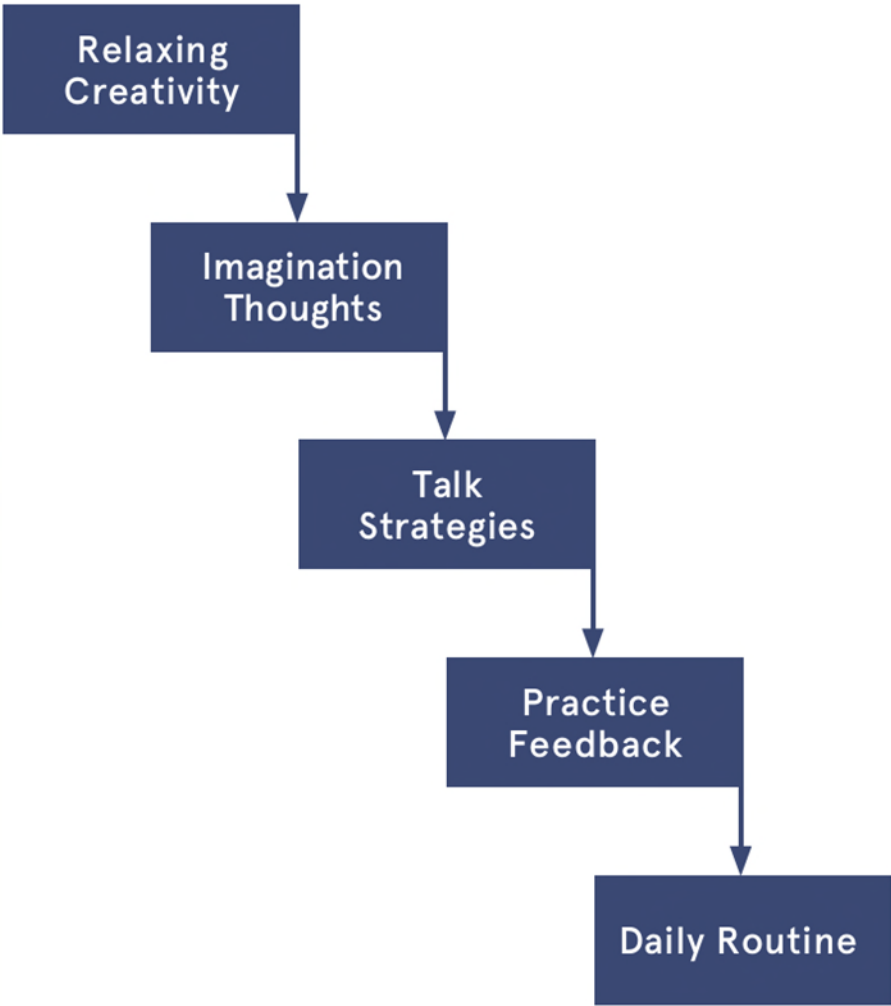 Relaxing
Creativity
Imagination
Thoughts
Talk
Strategies
Practice
Feedback
Daily Routine